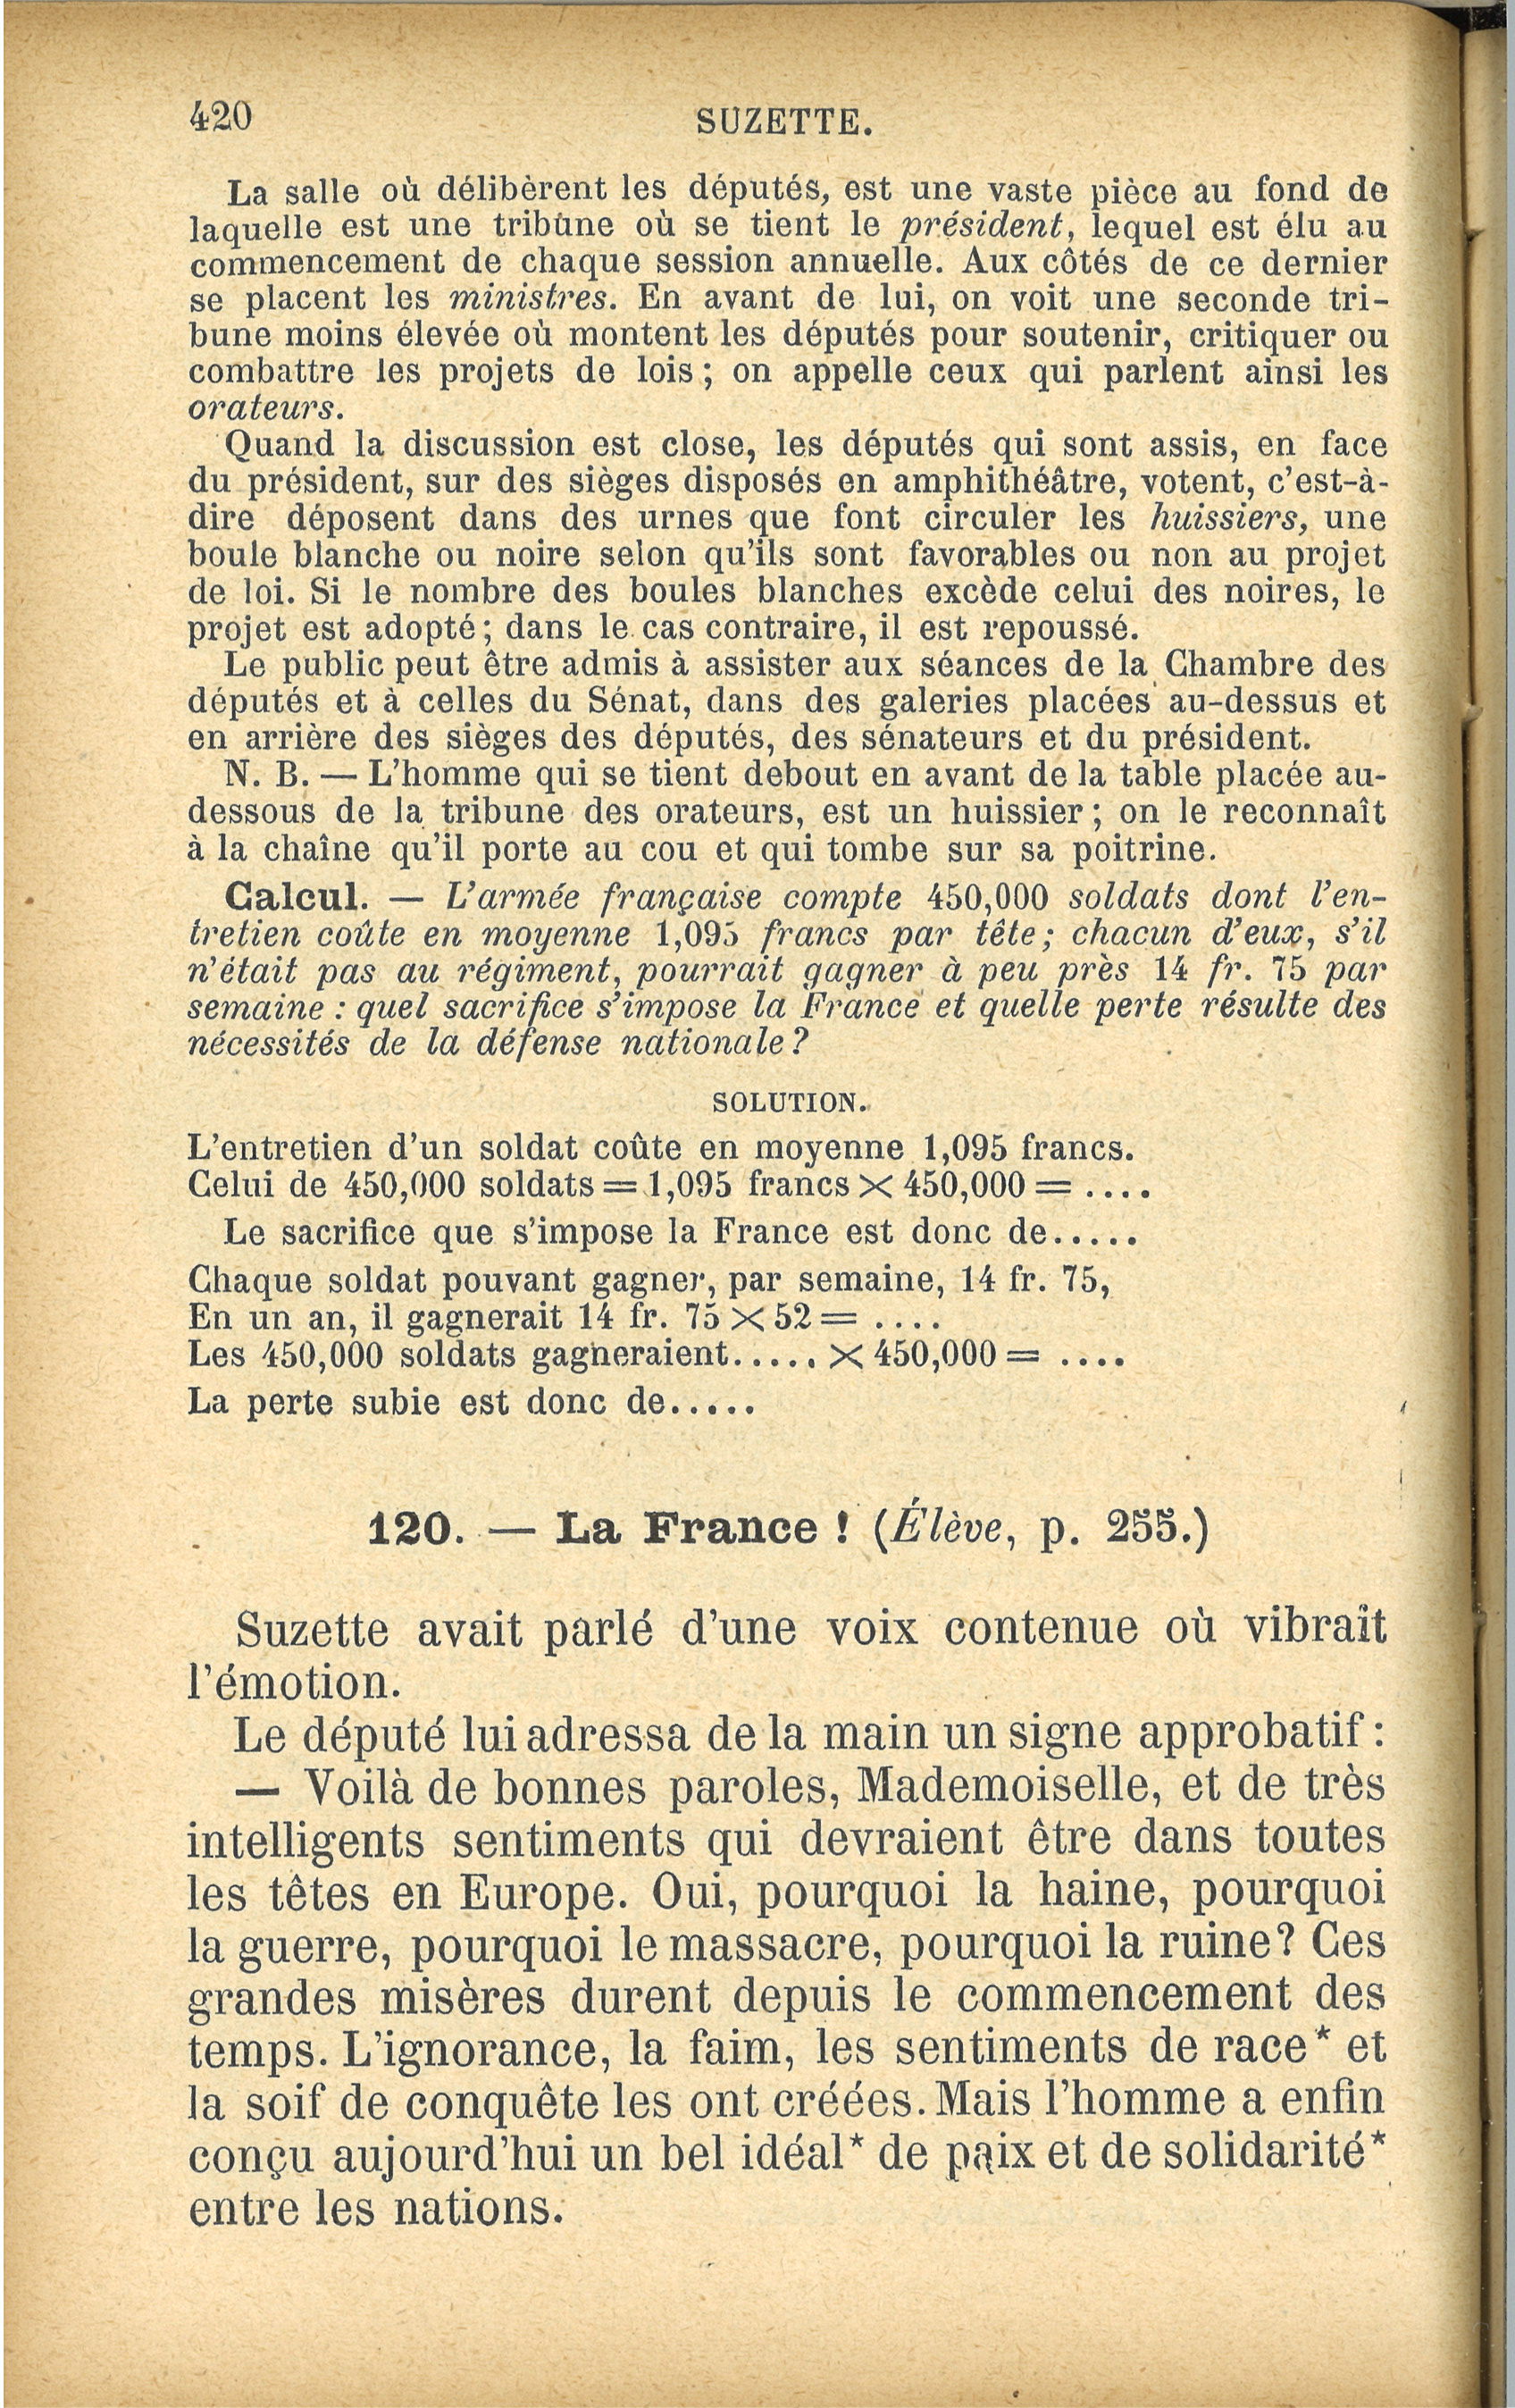 420
SUZETTE.
La salle où délibèrent les députés, est une vaste pièce au fond de
laquelle est une tribune où se tient le président, lequel est élu au
commencement de chaque session annuelle. Aux côtés de ce dernier
se placent les ministres. En avant de lui, on voit une seconde tri-
bune moins élevée où montent les députés pour soutenir, critiquer ou
combattre les projets de lois ; on appelle ceux qui parlent ainsi les
orateurs.
Quand la discussion est close, les députés qui sont assis, en face
du président, sur des sièges disposés en amphithéâtre, votent, c'est-à-
dire déposent dans des urnes que font circuler les huissiers, une
boule blanche ou noire selon qu'ils sont favorables ou non au projet
de loi. Si le nombre des boules blanches excède celui des noires, le
projet est adopté ; dans le cas contraire, il est repoussé.
Le public peut être admis à assister aux séances de la Chambre des
députés et à celles du Sénat, dans des galeries placées au-dessus et
en arrière des sièges des députés, des sénateurs et du président.
N. B. — L'homme qui se tient debout en avant de la table placée au-
dessous de la tribune des orateurs, est un huissier ; on le reconnaît
à la chaîne qu'il porte au cou et qui tombe sur sa poitrine.
Calcul. — L'armée française compte 450,000 soldats dont l'en-
tretien coûte en moyenne 1,095 francs par tête ; chacun d'eux, s'il
n'était pas au régiment, pourrait gagner à peu près 14 fr. 75 par
semaine : quel sacrifice s'impose la France et quelle perte résulte des
nécessités de la défense nationale ?
SOLUTION.
L'entretien d'un soldat coûte en moyenne 1,095 francs.
Celui de 450,000 soldats = 1,095 francs × 450,000 = ....
Le sacrifice que s'impose la France est donc de.....
Chaque soldat pouvant gagner, par semaine, 14 fr. 75,
En un an, il gagnerait 14 fr. 75 × 52 = ....
Les 450,000 soldats gagneraient..... × 450,000 = ....
La perte subie est donc de.....
120. — La France ! (Élève, p. 255.)
Suzette avait parlé d'une voix contenue où vibrait
l'émotion.
Le député lui adressa de la main un signe approbatif :
— Voilà de bonnes paroles, Mademoiselle, et de très
intelligents sentiments qui devraient être dans toutes
les têtes en Europe. Oui, pourquoi la haine, pourquoi
la guerre, pourquoi le massacre, pourquoi la ruine ? Ces
grandes misères durent depuis le commencement des
temps. L'ignorance, la faim, les sentiments de race* et
la soif de conquête les ont créées. Mais l'homme a enfin
conçu aujourd'hui un bel idéal* de paix et de solidarité*
entre les nations.